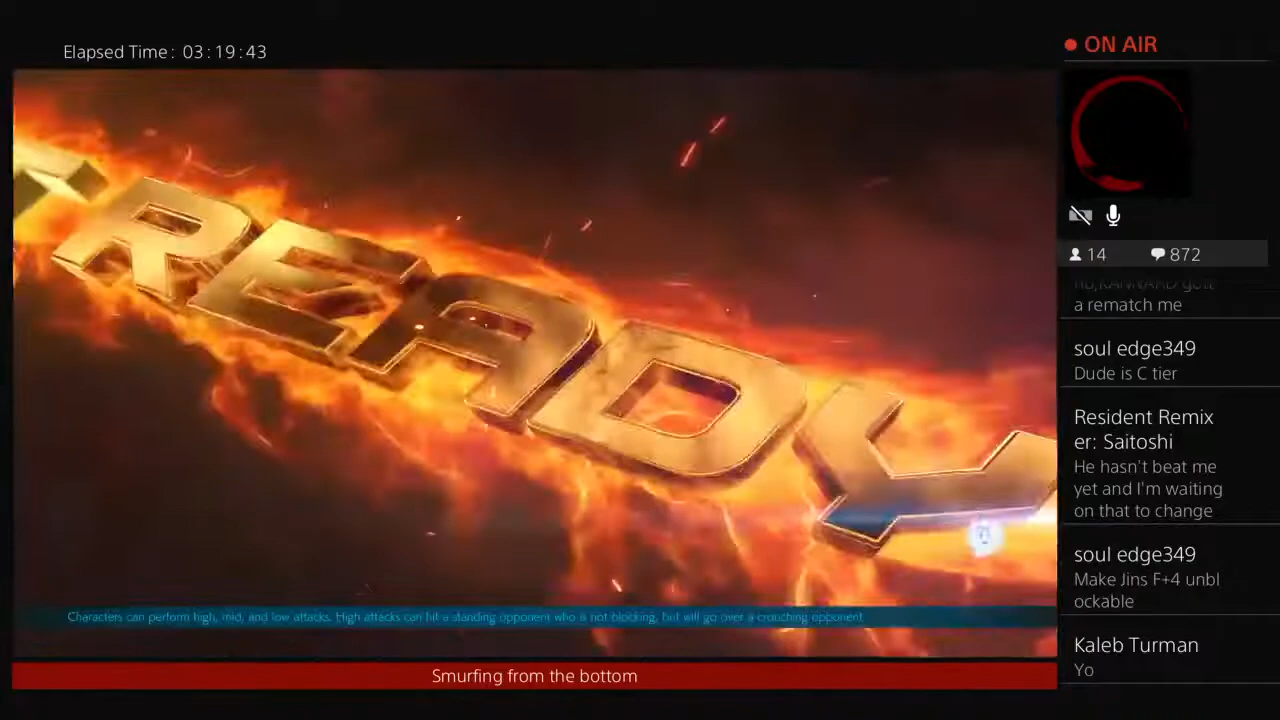 Elapsed Time: 03:19:43
ON AIR
READY
14 872
a rematch me
soul edge349
Dude is C tier
Resident Remix
er: Saitoshi
He hasn't beat me
yet and I'm waiting
on that to change
soul edge349
Make Jins F+4 unbl
ockable
Kaleb Turman
Yo
Characters can perform high, mid, and low attacks. High attacks can hit a standing opponent who is not blocking, but will go over a crouching opponent.
Smurfing from the bottom